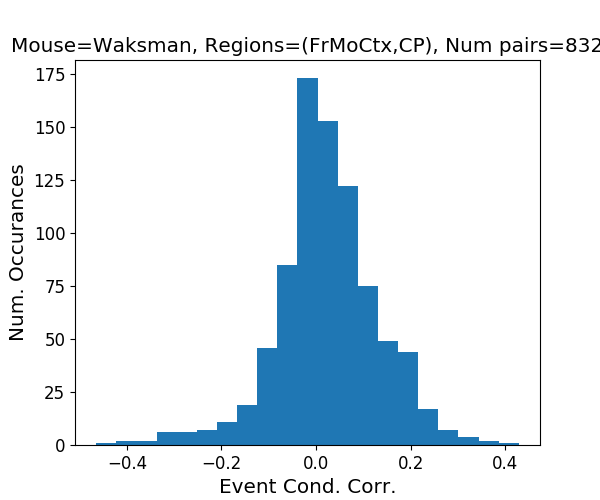 Mouse=Waksman, Regions=(FrMoCtx,CP), Num pairs=832
175
150
125
100
75
50
25
0
Num. Occurances
−0.4 −0.2 0.0 0.2 0.4
Event Cond. Corr.